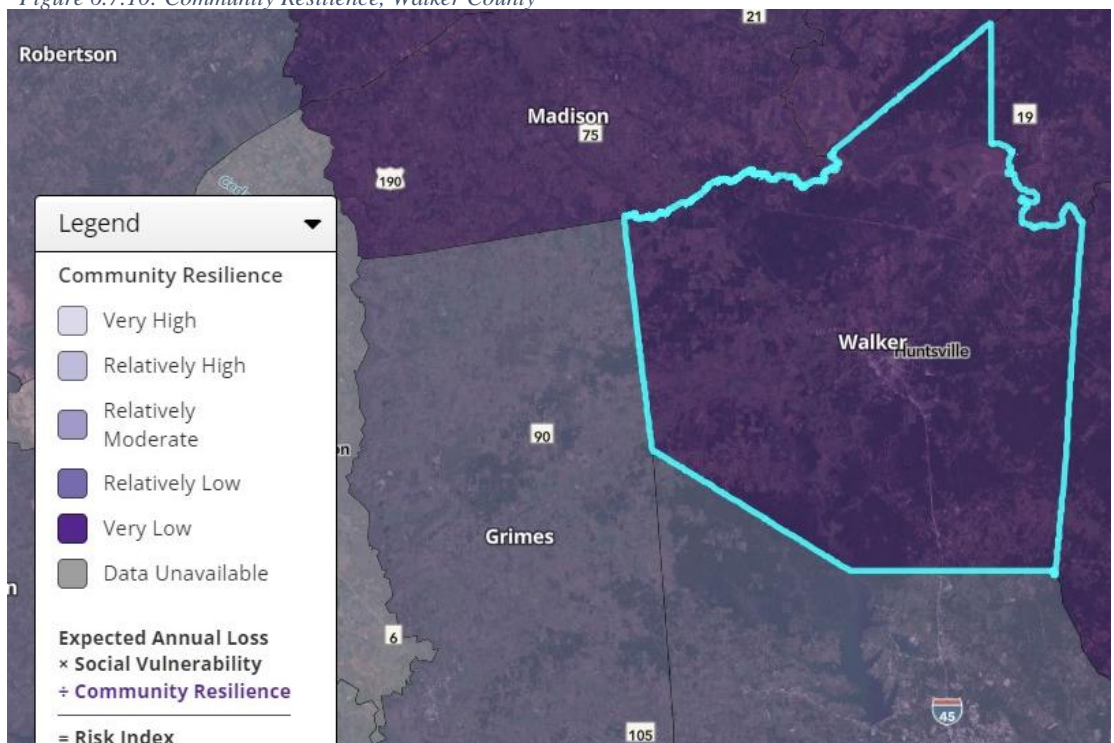 Figure 6.7.10: Community Resilience, Walker County
21
Robertson
Madison
75
19
190
Legend
Community Resilience
Very High
Relatively High
Relatively
Moderate
Relatively Low
Very Low
Data Unavailable
Expected Annual Loss
× Social Vulnerability
÷ Community Resilience
= Risk Index
Walker
Huntsville
90
Grimes
6
45
105